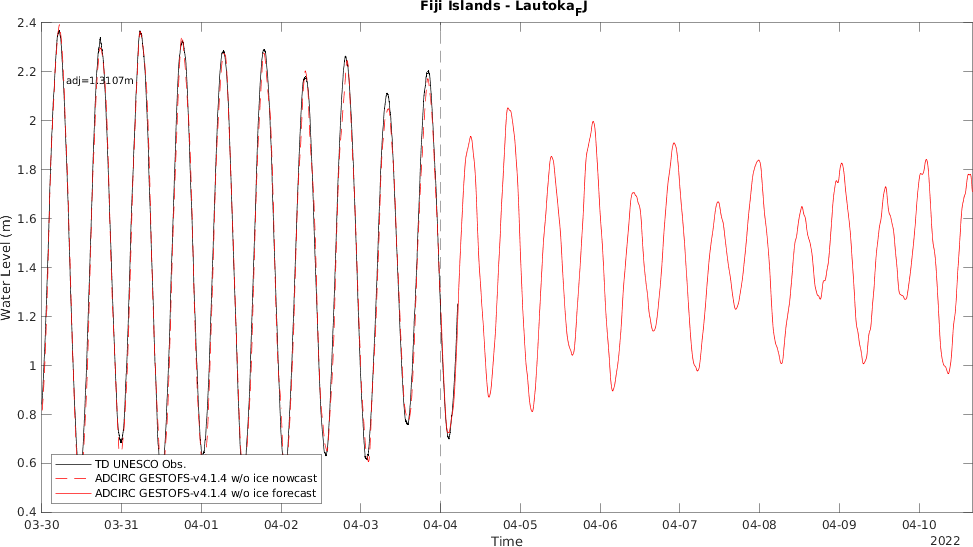 Fiji Islands - Lautoka_FJ
2.4
2.2
adj=1.3107m
2
1.8
1.6
1.4
1.2
1
0.8
0.6
0.4
Water Level (m)
TD UNESCO Obs.
ADCIRC GESTOFS-v4.1.4 w/o ice nowcast
ADCIRC GESTOFS-v4.1.4 w/o ice forecast
03-30 03-31 04-01 04-02 04-03 04-04 04-05 04-06 04-07 04-08 04-09 04-10
Time
2022